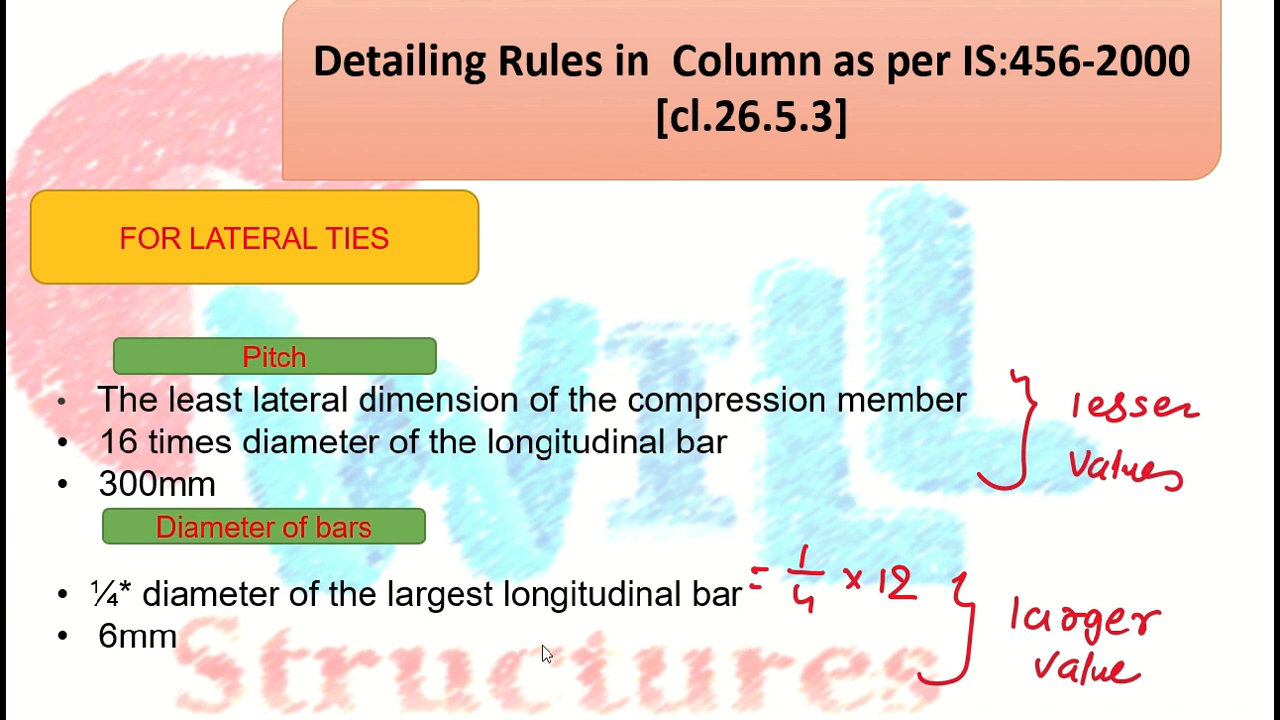 Detailing Rules in Column as per IS:456-2000
[cl.26.5.3]
FOR LATERAL TIES
Pitch
• The least lateral dimension of the compression member
• 16 times diameter of the longitudinal bar
• 300mm
} lesser
values
Diameter of bars
• ¼* diameter of the largest longitudinal bar = 1/4 × 12
• 6mm
} larger
value
CIVIL
Structures